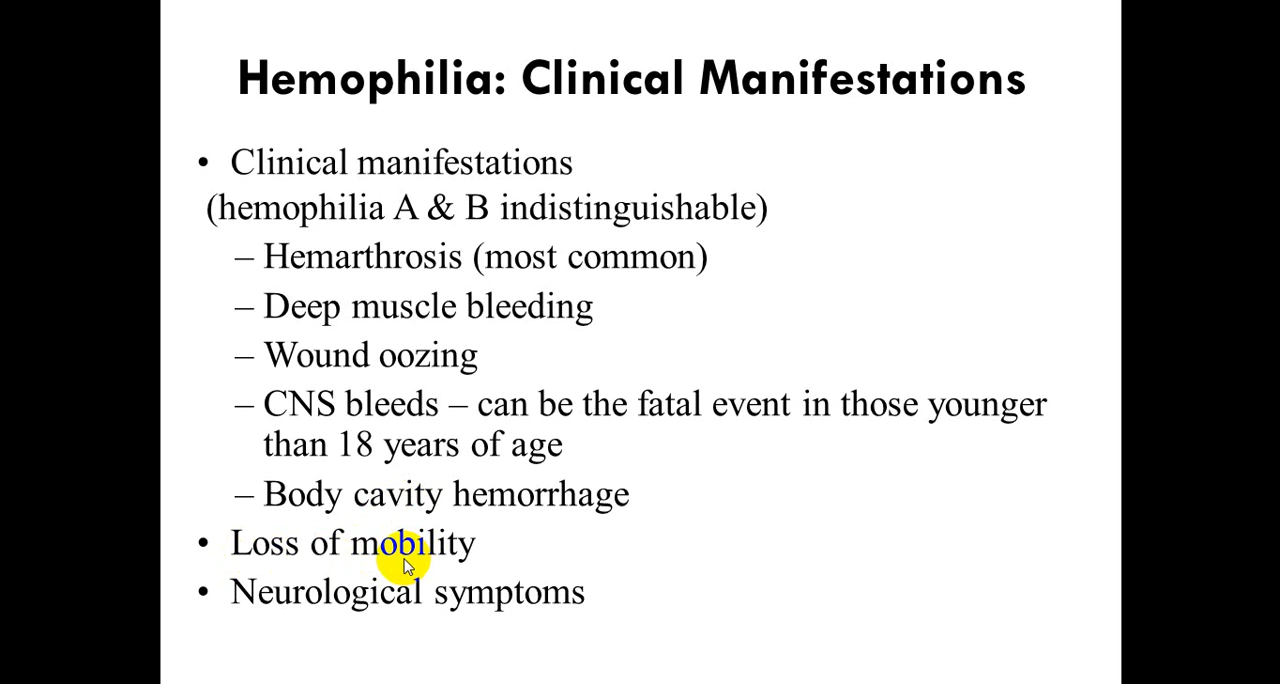 Hemophilia: Clinical Manifestations
• Clinical manifestations
(hemophilia A & B indistinguishable)
– Hemarthrosis (most common)
– Deep muscle bleeding
– Wound oozing
– CNS bleeds – can be the fatal event in those younger
than 18 years of age
– Body cavity hemorrhage
• Loss of mobility
• Neurological symptoms